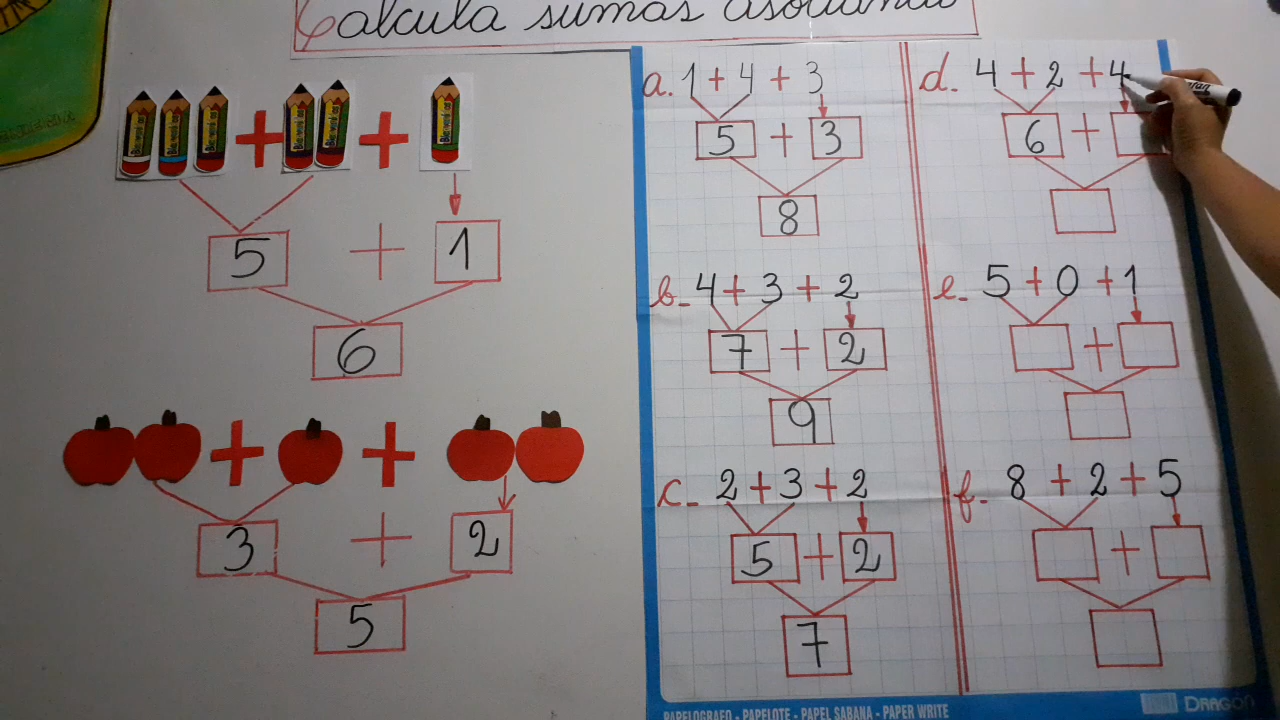 Calcula sumas asociando
5 + 1
6
3 + 2
5
a. 1 + 4 + 3
5 + 3
8
b. 4 + 3 + 2
7 + 2
9
c. 2 + 3 + 2
5 + 2
7
d. 4 + 2 + 4
6 +
e. 5 + 0 + 1
+
f. 8 + 2 + 5
+
PAPELOGRAFO - PAPELOTE - PAPEL SABANA - PAPER WRITE
DRAGON